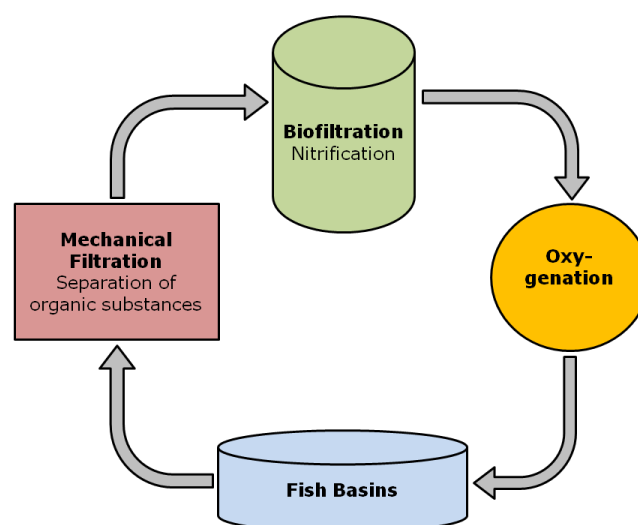 Biofiltration
Nitrification
Mechanical
Filtration
Separation of
organic substances
Oxy-
genation
Fish Basins